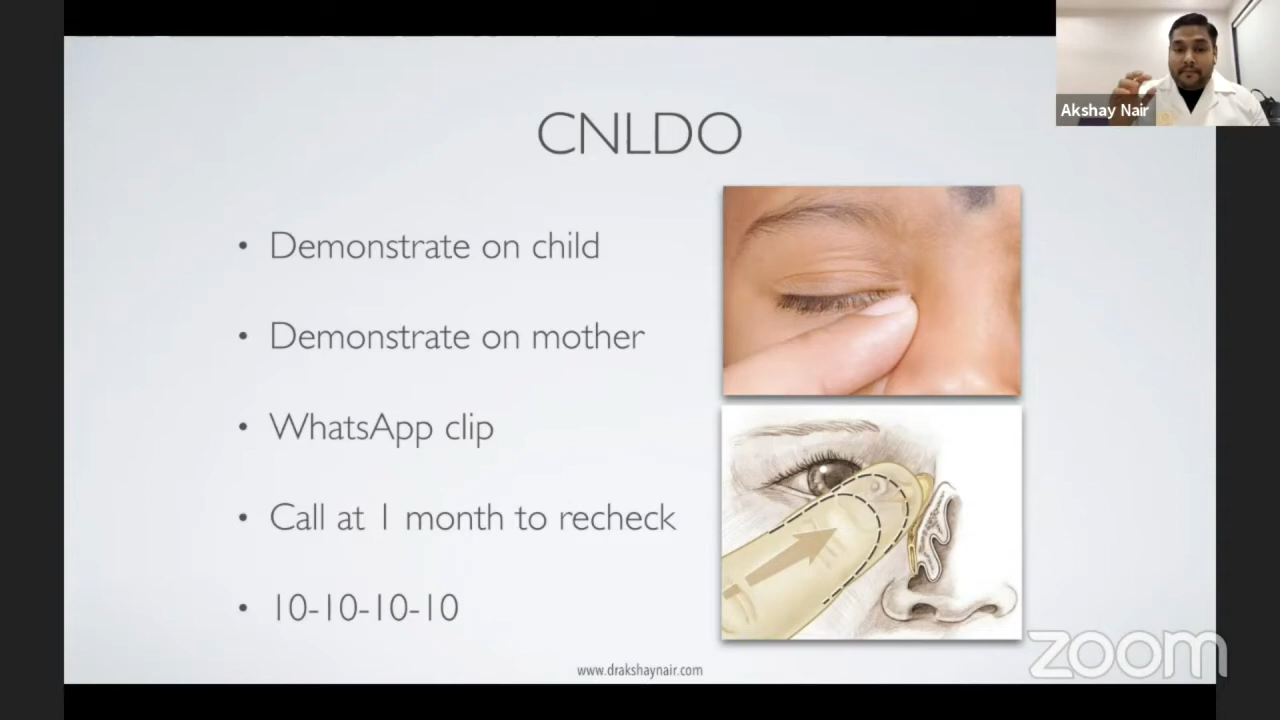 Akshay Nair
CNLDO
• Demonstrate on child
• Demonstrate on mother
• WhatsApp clip
• Call at 1 month to recheck
• 10-10-10-10
www.drakshaynair.com
zoom